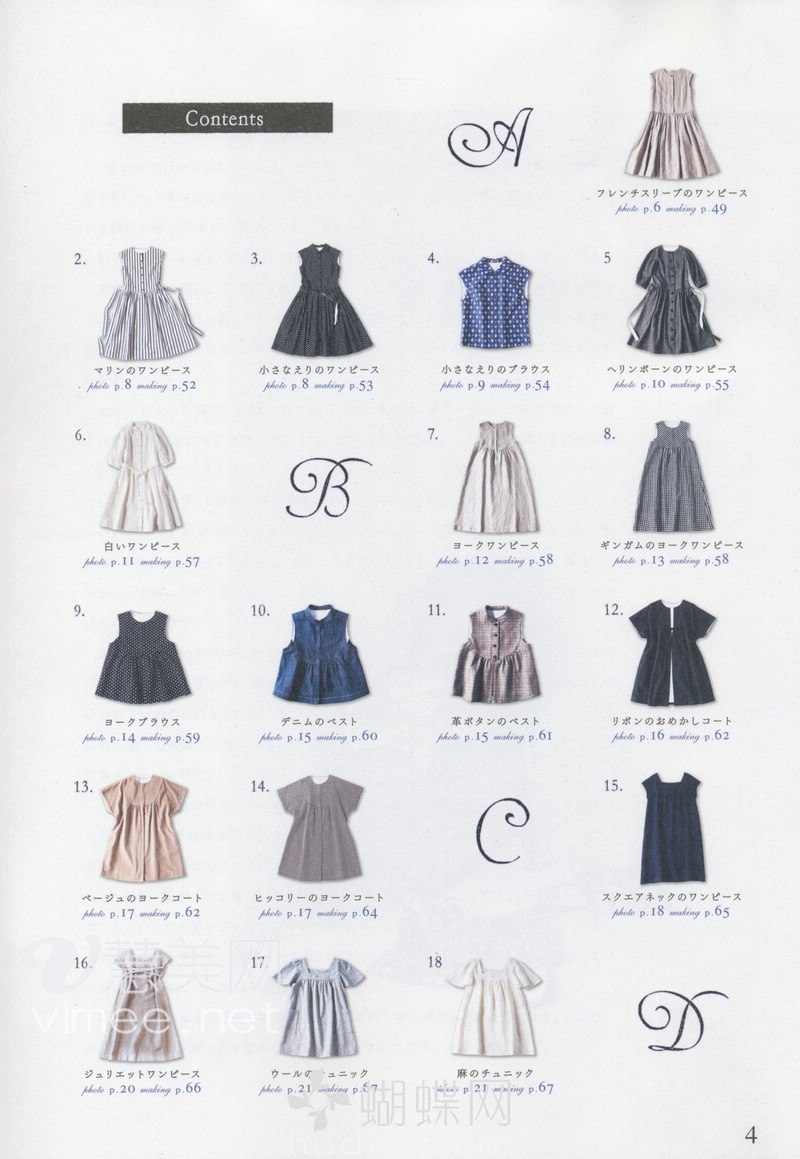 Contents
A
フレンチスリーブのワンピース
photo p.6 making p.49
2.
マリンのワンピース
photo p.8 making p.52
3.
小さなえりのワンピース
photo p.8 making p.53
4.
小さなえりのブラウス
photo p.9 making p.54
5
ヘリンボーンのワンピース
photo p.10 making p.55
6.
白いワンピース
photo p.11 making p.57
B
7.
ヨークワンピース
photo p.12 making p.58
8.
ギンガムのヨークワンピース
photo p.13 making p.58
9.
ヨークブラウス
photo p.14 making p.59
10.
デニムのベスト
photo p.15 making p.60
11.
革ボタンのベスト
photo p.15 making p.61
12.
リボンのおめかしコート
photo p.16 making p.62
13.
ベージュのヨークコート
photo p.17 making p.62
14.
ヒッコリーのヨークコート
photo p.17 making p.64
C
15.
スクエアネックのワンピース
photo p.18 making p.65
16.
ジュリエットワンピース
photo p.20 making p.66
17.
ウールのチュニック
photo p.21 making p.67
18
麻のチュニック
photo p.21 making p.67
D
慧美网
vimee.net
蝴蝶网
4